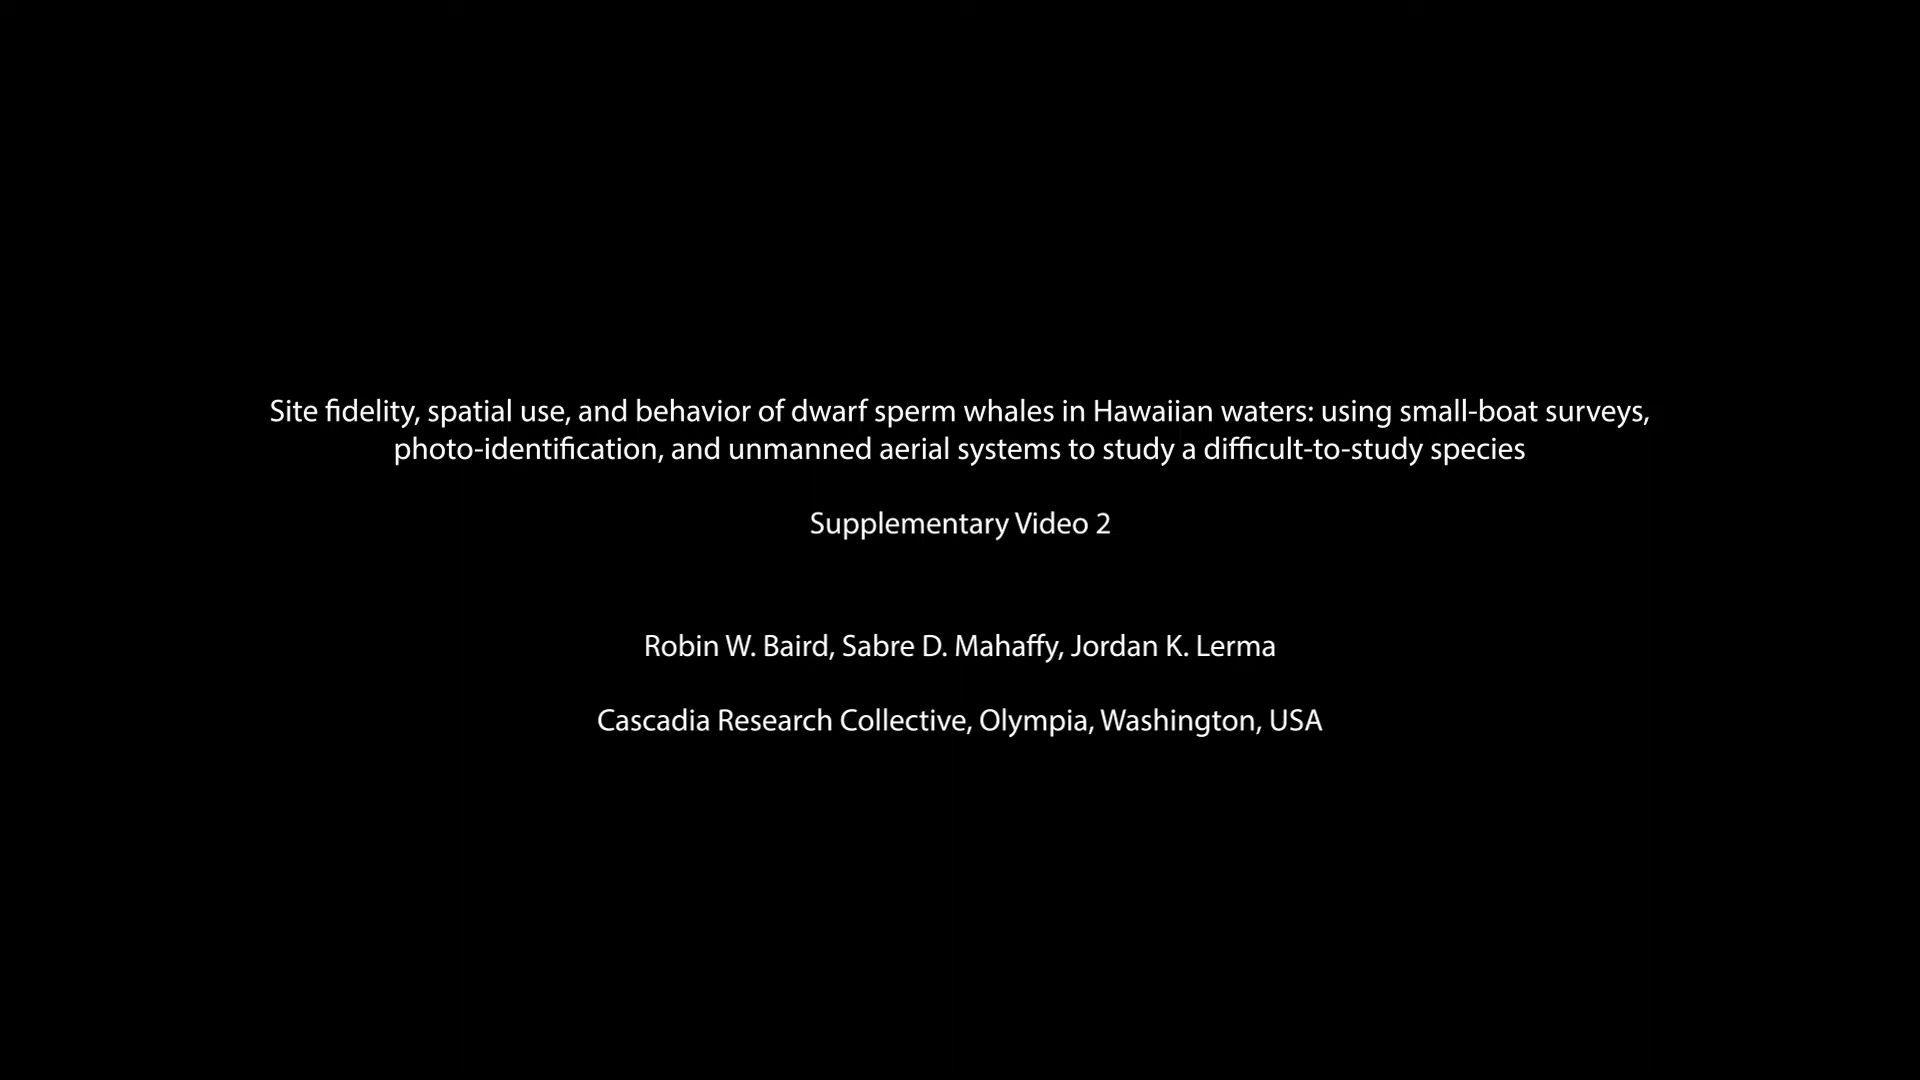 Site fidelity, spatial use, and behavior of dwarf sperm whales in Hawaiian waters: using small-boat surveys,
photo-identification, and unmanned aerial systems to study a difficult-to-study species
Supplementary Video 2
Robin W. Baird, Sabre D. Mahaffy, Jordan K. Lerma
Cascadia Research Collective, Olympia, Washington, USA